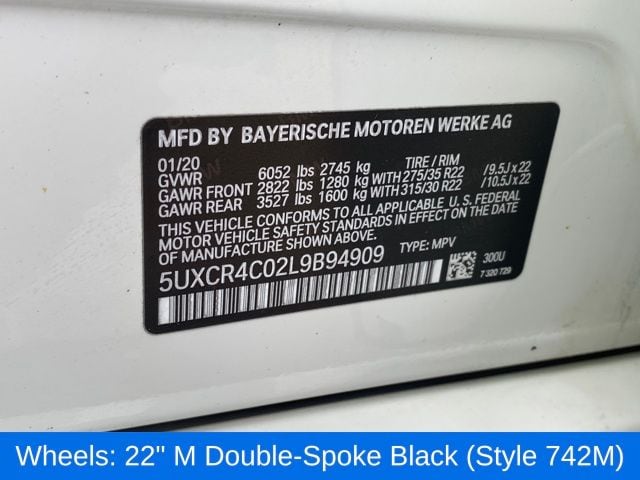 MFD BY BAYERISCHE MOTOREN WERKE AG
01/20 TIRE / RIM
GVWR 6052 lbs 2745 kg
GAWR FRONT 2822 lbs 1280 kg WITH 275/35 R22 /9.5J x 22
GAWR REAR 3527 lbs 1600 kg WITH 315/30 R22 /10.5J x 22
THIS VEHICLE CONFORMS TO ALL APPLICABLE U. S. FEDERAL
MOTOR VEHICLE SAFETY STANDARDS IN EFFECT ON THE DATE
OF MANUFACTURE SHOWN ABOVE.
TYPE: MPV
5UXCR4C02L9B94909
300U
7 320 729
Wheels: 22" M Double-Spoke Black (Style 742M)